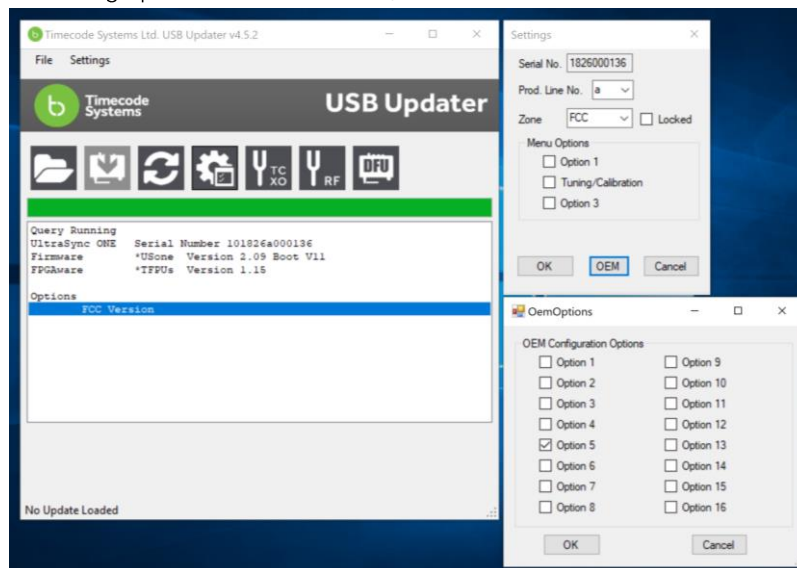 Timecode Systems Ltd. USB Updater v4.5.2
File Settings
b Timecode Systems
USB Updater
TC XO
RF
DFU
Query Running
UltraSync ONE Serial Number 101826a000136
Firmware *USone Version 2.09 Boot V11
FPGAware *TFPUs Version 1.15
Options
FCC Version
No Update Loaded
Settings
Serial No. 1826000136
Prod. Line No. a
Zone FCC Locked
Menu Options
Option 1
Tuning/Calibration
Option 3
OK OEM Cancel
OemOptions
OEM Configuration Options
Option 1 Option 9
Option 2 Option 10
Option 3 Option 11
Option 4 Option 12
Option 5 Option 13
Option 6 Option 14
Option 7 Option 15
Option 8 Option 16
OK Cancel